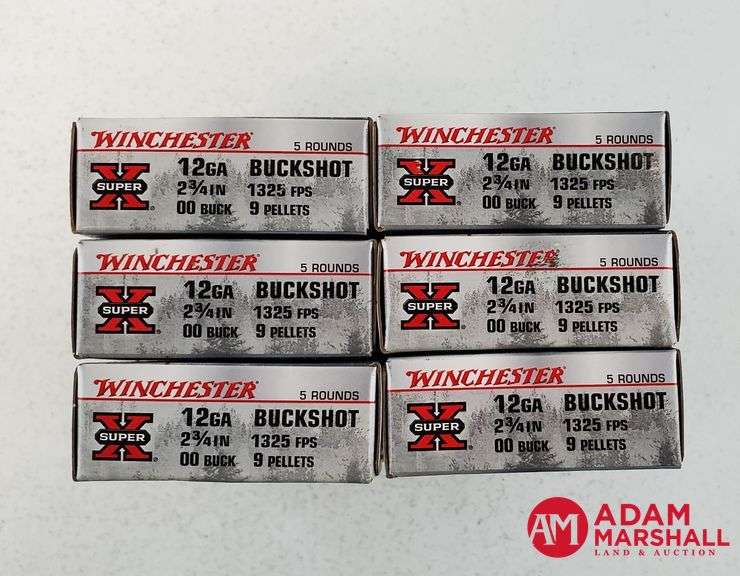 WINCHESTER 5 ROUNDS
X SUPER
12GA BUCKSHOT
2¾IN 1325 FPS
00 BUCK 9 PELLETS
WINCHESTER 5 ROUNDS
X SUPER
12GA BUCKSHOT
2¾IN 1325 FPS
00 BUCK 9 PELLETS
WINCHESTER 5 ROUNDS
X SUPER
12GA BUCKSHOT
2¾IN 1325 FPS
00 BUCK 9 PELLETS
WINCHESTER 5 ROUNDS
X SUPER
12GA BUCKSHOT
2¾IN 1325 FPS
00 BUCK 9 PELLETS
WINCHESTER 5 ROUNDS
X SUPER
12GA BUCKSHOT
2¾IN 1325 FPS
00 BUCK 9 PELLETS
WINCHESTER 5 ROUNDS
X SUPER
12GA BUCKSHOT
2¾IN 1325 FPS
00 BUCK 9 PELLETS
AM ADAM
MARSHALL
LAND & AUCTION